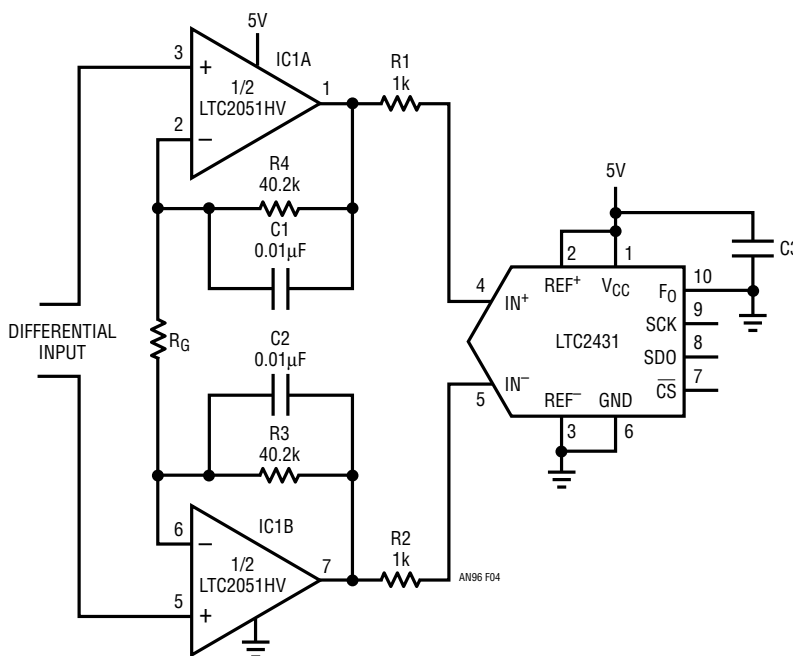 5V
3
IC1A
+
1/2
LTC2051HV
1
R1
1k
2
−
R4
40.2k
C1
0.01µF
5V
C3
2
1
REF+
VCC
10
FO
4
IN+
9
SCK
DIFFERENTIAL
INPUT
RG
LTC2431
8
SDO
C2
0.01µF
7
CS
IN−
5
REF−
GND
3
6
R3
40.2k
6
−
IC1B
1/2
LTC2051HV
7
R2
1k
5
+
AN96 F04